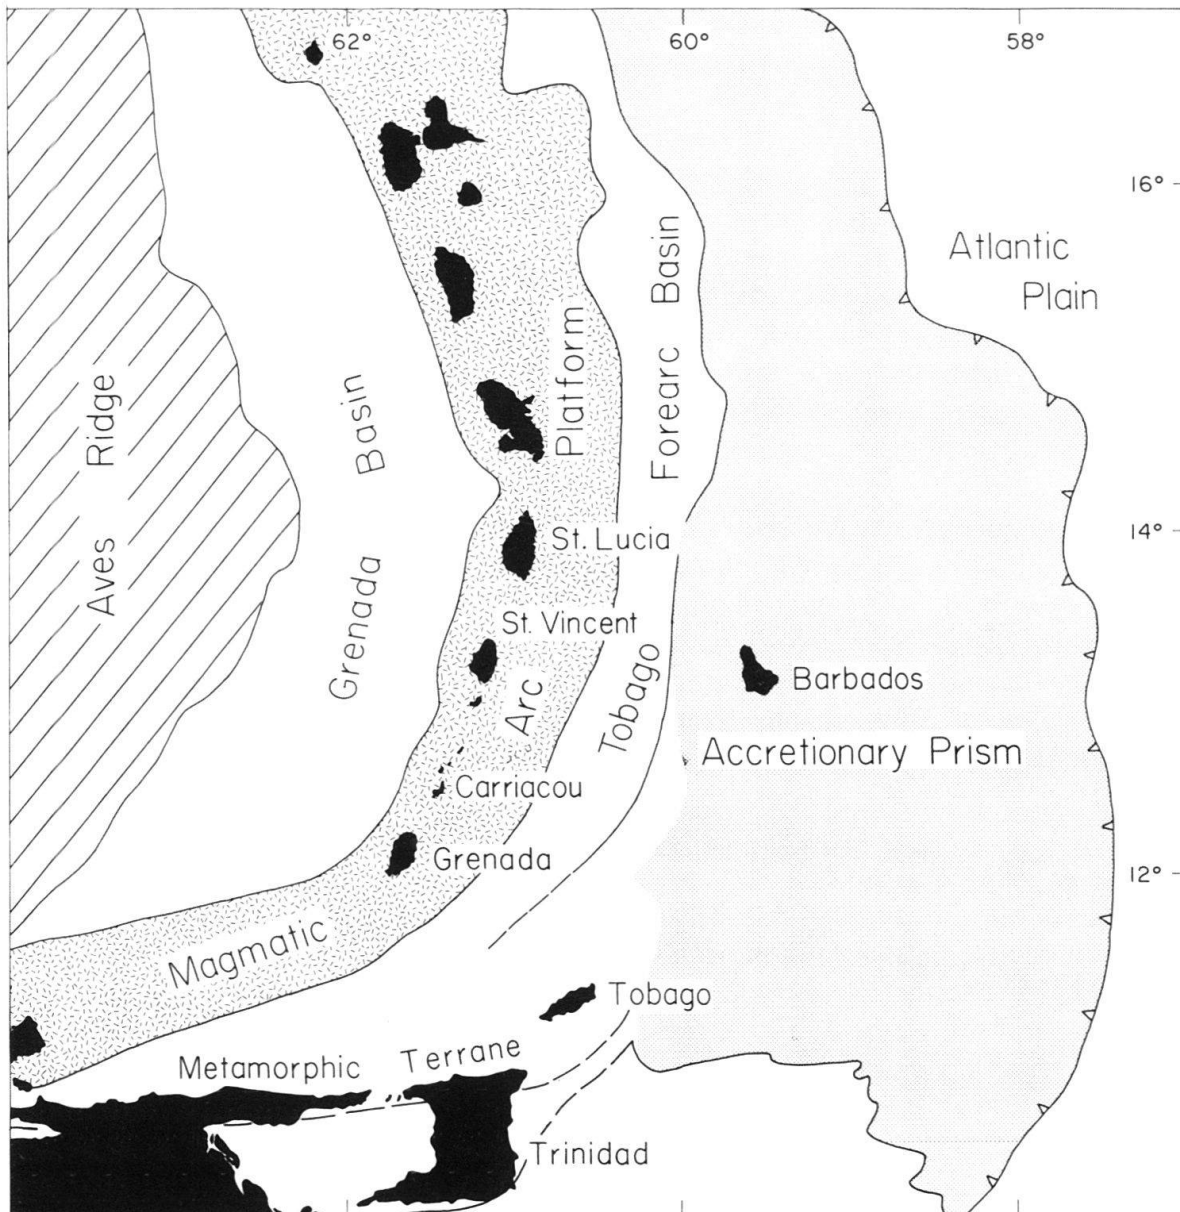 62°
60°
58°
16°
Atlantic
Plain
Forearc Basin
Platform
Aves Ridge
Grenada Basin
14°
St. Lucia
St. Vincent
Arc
Tobago
Barbados
Accretionary Prism
Carriacou
Grenada
12°
Magmatic
Tobago
Metamorphic Terrane
Trinidad